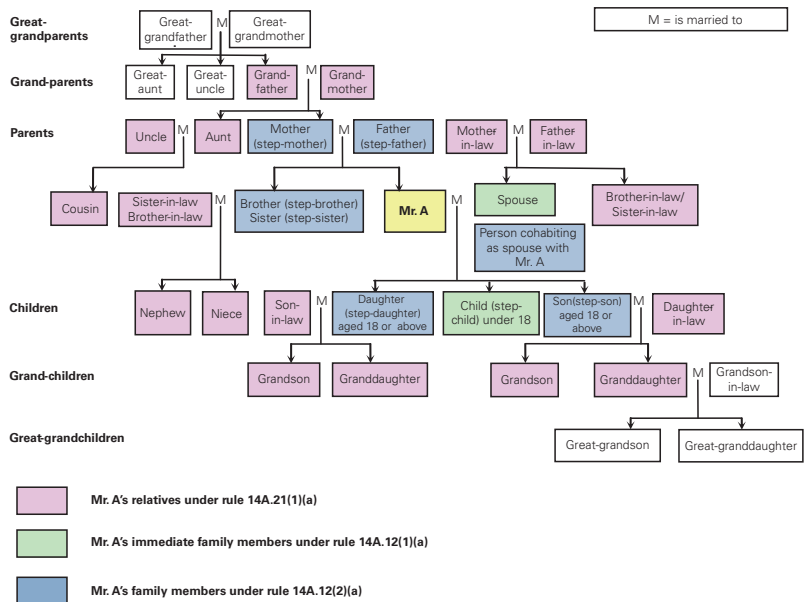 Great-
grandparents
Great-
grandfather
M
Great-
grandmother
M = is married to
Grand-parents
Great-
aunt
Great-
uncle
Grand-
father
M
Grand-
mother
Parents
Uncle
M
Aunt
Mother
(step-mother)
M
Father
(step-father)
Mother-
in-law
M
Father-
in-law
Cousin
Sister-in-law
Brother-in-law
M
Brother (step-brother)
Sister (step-sister)
Mr. A
M
Spouse
Brother-in-law/
Sister-in-law
Person cohabiting
as spouse with
Mr. A
Children
Nephew
Niece
Son-
in-law
M
Daughter
(step-daughter)
aged 18 or above
Child (step-
child) under 18
Son(step-son)
aged 18 or
above
M
Daughter-
in-law
Grand-children
Grandson
Granddaughter
Grandson
Granddaughter
M
Grandson-
in-law
Great-grandchildren
Great-grandson
Great-granddaughter
Mr. A's relatives under rule 14A.21(1)(a)
Mr. A's immediate family members under rule 14A.12(1)(a)
Mr. A's family members under rule 14A.12(2)(a)